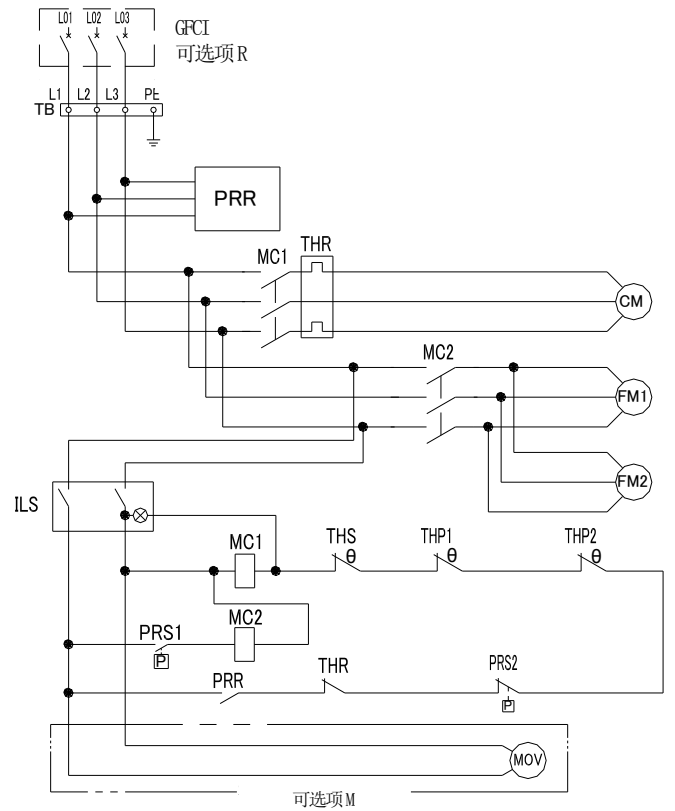 L01 L02 L03
GFCI
可选项R
L1 L2 L3 PE
TB
PRR
MC1 THR
CM
MC2
FM1
FM2
ILS
MC1 THS THP1 THP2
θ θ θ
MC2
PRS1
P
PRR THR PRS2
P
MOV
可选项M